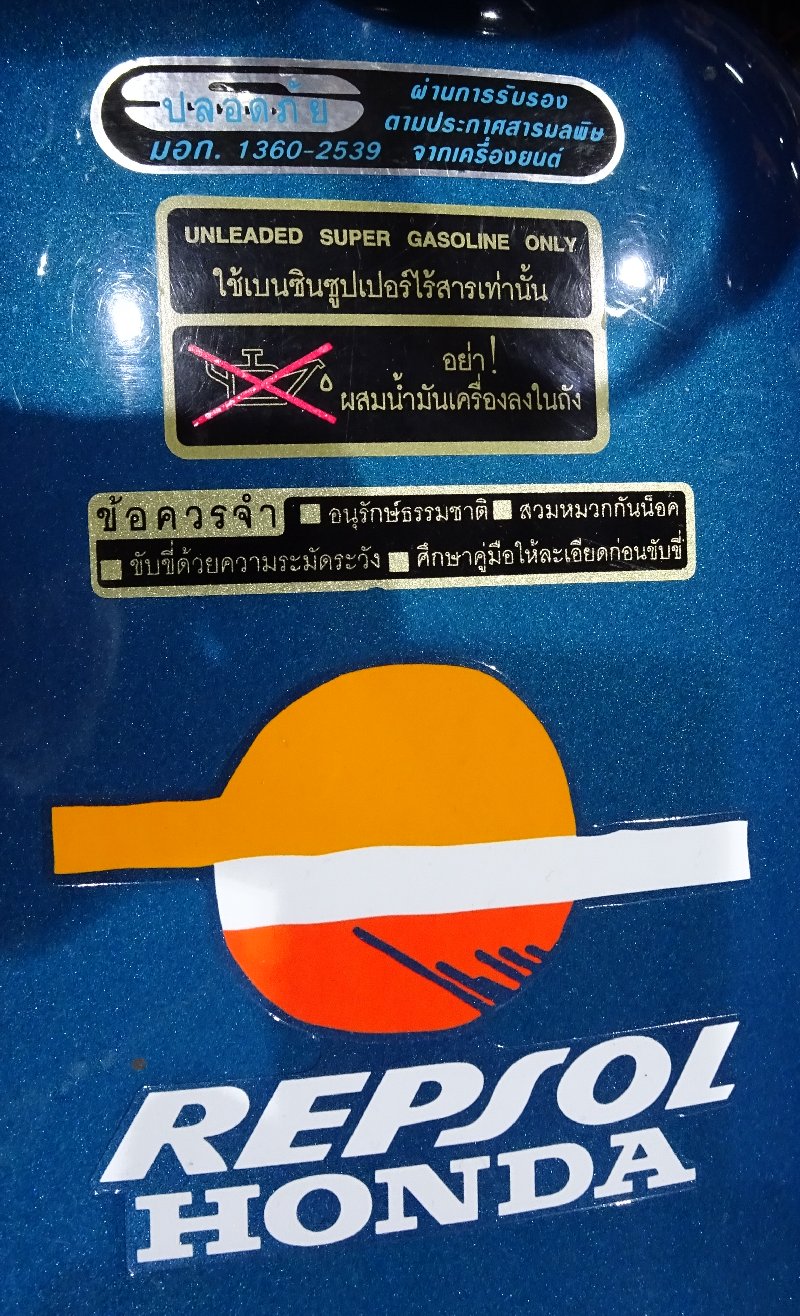 ปลอดภัย
มอก. 1360-2539
ผ่านการรับรอง
ตามประกาศสารมลพิษ
จากเครื่องยนต์
UNLEADED SUPER GASOLINE ONLY
ใช้เบนซินซูปเปอร์ไร้สารเท่านั้น
อย่า!
ผสมน้ำมันเครื่องลงในถัง
ข้อควรจำ อนุรักษ์ธรรมชาติ สวมหมวกกันน็อค
ขับขี่ด้วยความระมัดระวัง ศึกษาคู่มือให้ละเอียดก่อนขับขี่
REPSOL
HONDA